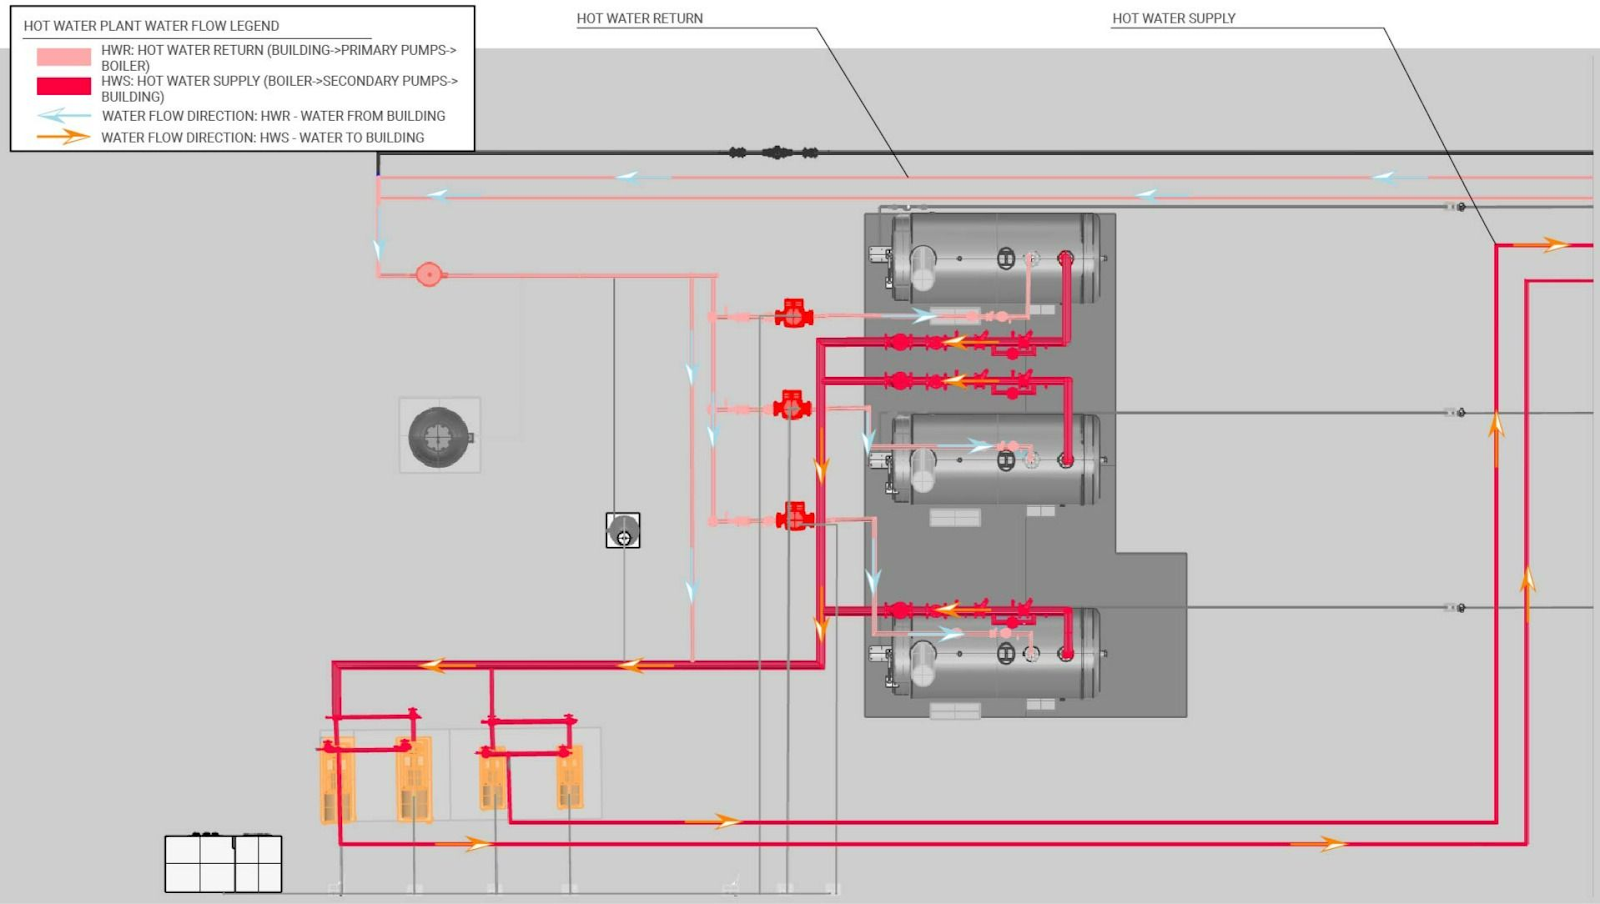 HOT WATER PLANT WATER FLOW LEGEND
HWR: HOT WATER RETURN (BUILDING->PRIMARY PUMPS->
BOILER)
HWS: HOT WATER SUPPLY (BOILER->SECONDARY PUMPS->
BUILDING)
WATER FLOW DIRECTION: HWR - WATER FROM BUILDING
WATER FLOW DIRECTION: HWS - WATER TO BUILDING
HOT WATER RETURN
HOT WATER SUPPLY